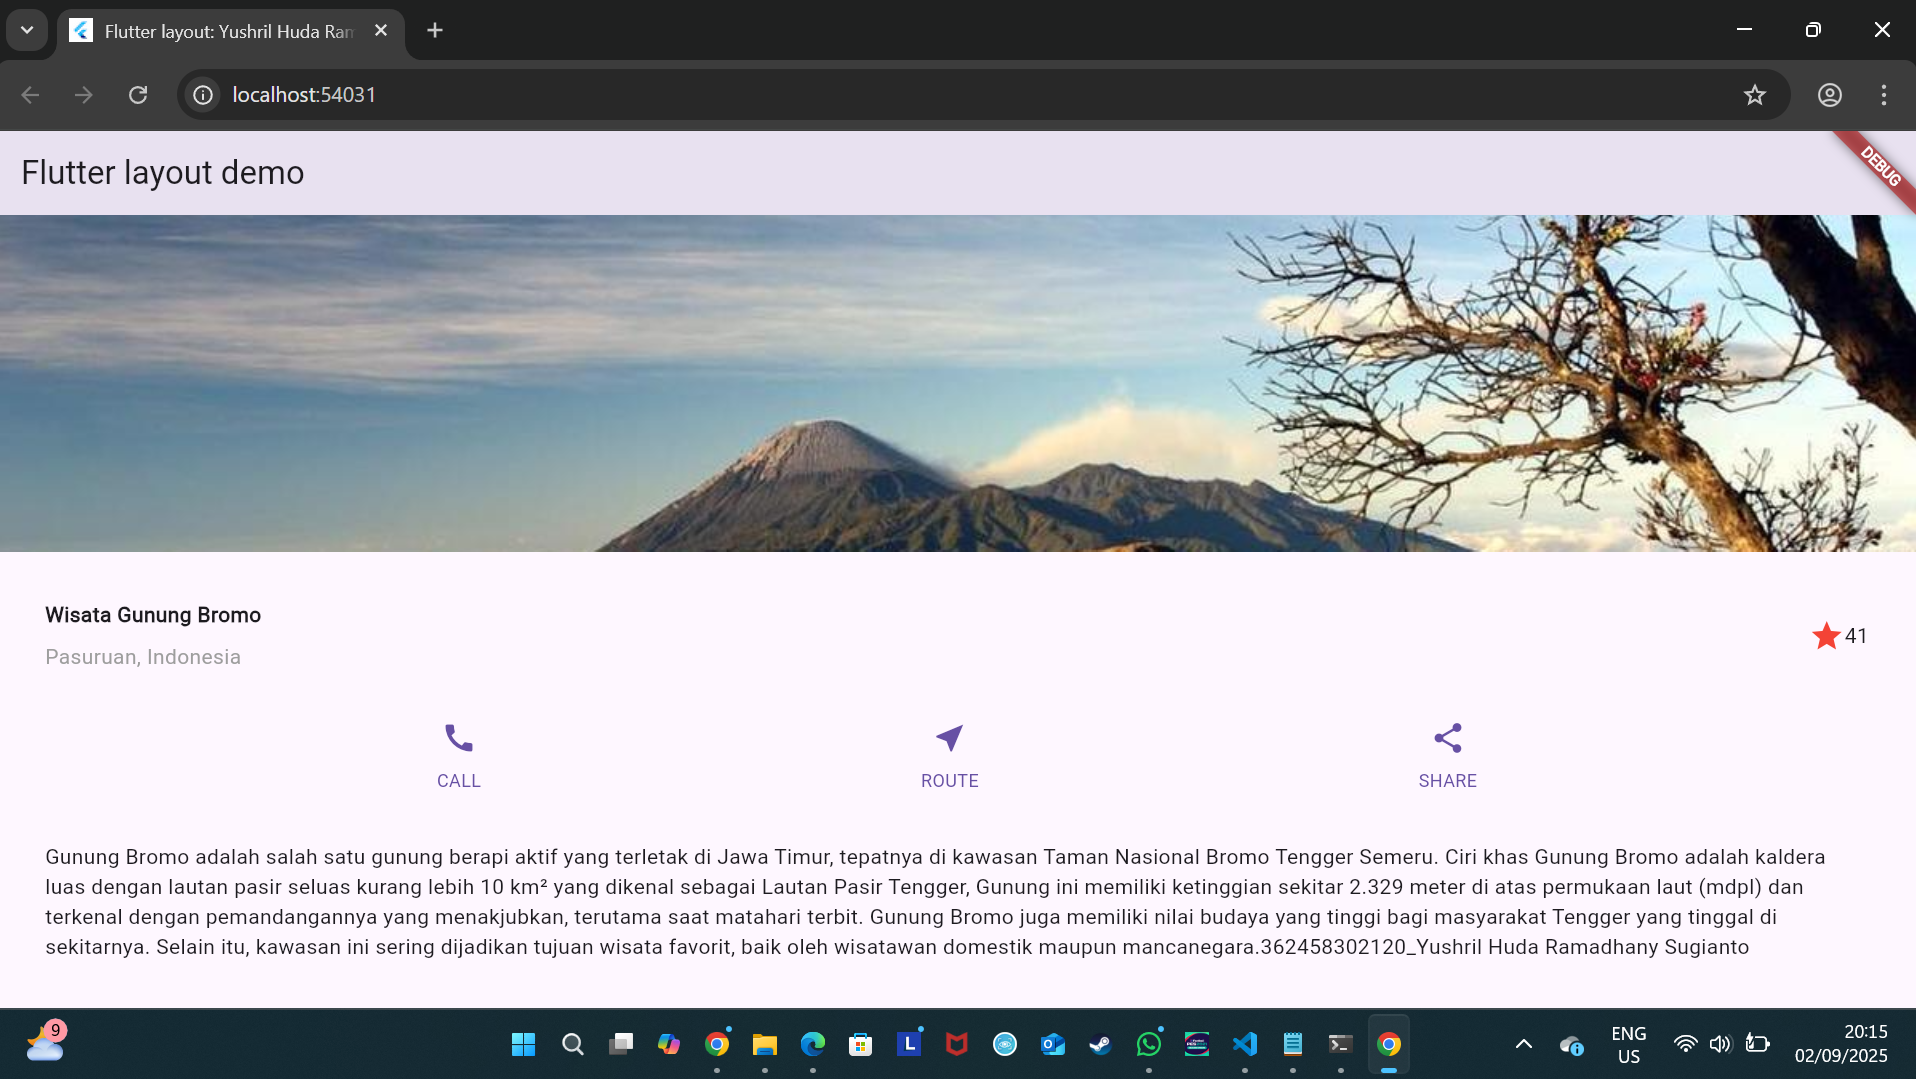 Flutter layout: Yushril Huda Ram
localhost:54031
Flutter layout demo
DEBUG
Wisata Gunung Bromo
Pasuruan, Indonesia
41
CALL
ROUTE
SHARE
Gunung Bromo adalah salah satu gunung berapi aktif yang terletak di Jawa Timur, tepatnya di kawasan Taman Nasional Bromo Tengger Semeru. Ciri khas Gunung Bromo adalah kaldera
luas dengan lautan pasir seluas kurang lebih 10 km² yang dikenal sebagai Lautan Pasir Tengger, Gunung ini memiliki ketinggian sekitar 2.329 meter di atas permukaan laut (mdpl) dan
terkenal dengan pemandangannya yang menakjubkan, terutama saat matahari terbit. Gunung Bromo juga memiliki nilai budaya yang tinggi bagi masyarakat Tengger yang tinggal di
sekitarnya. Selain itu, kawasan ini sering dijadikan tujuan wisata favorit, baik oleh wisatawan domestik maupun mancanegara.362458302120_Yushril Huda Ramadhany Sugianto
9
L
ENG
US
20:15
02/09/2025